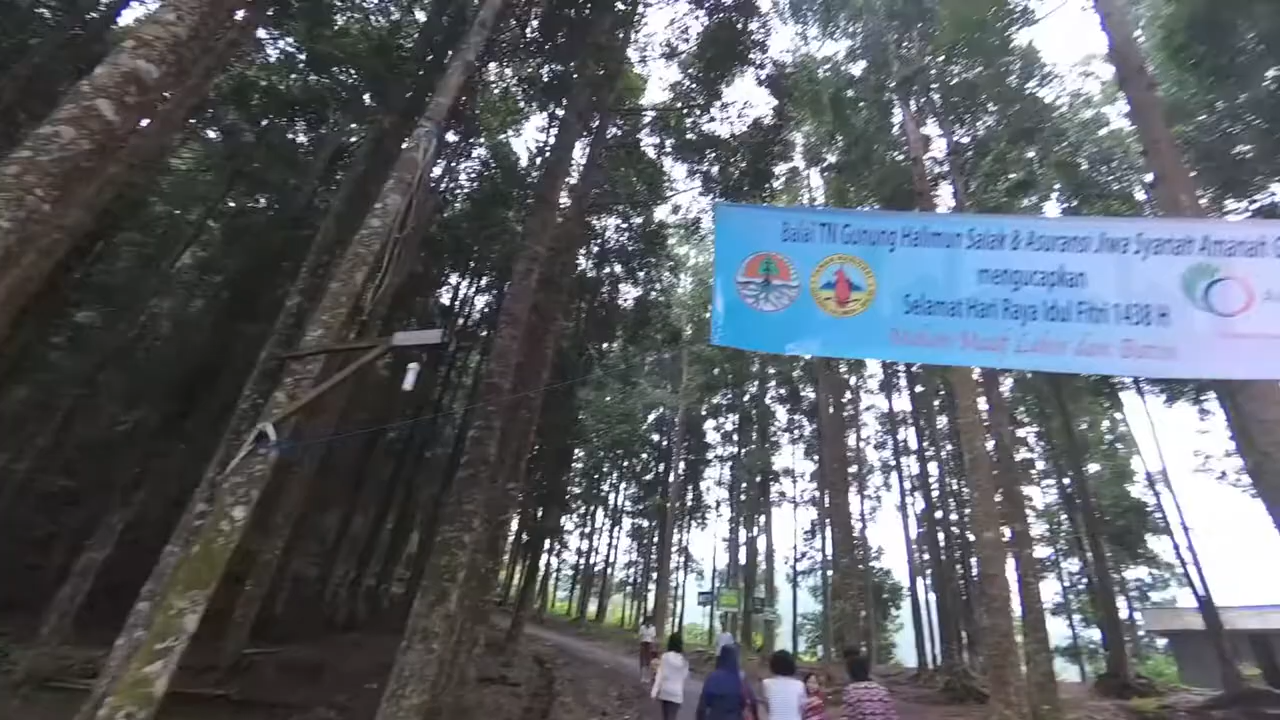 Balai TN Gunung Halimun Salak & Asuransi Jiwa Syariah Amanah
mengucapkan
Selamat Hari Raya Idul Fitri 1438 H
Mohon Maaf Lahir dan Batin